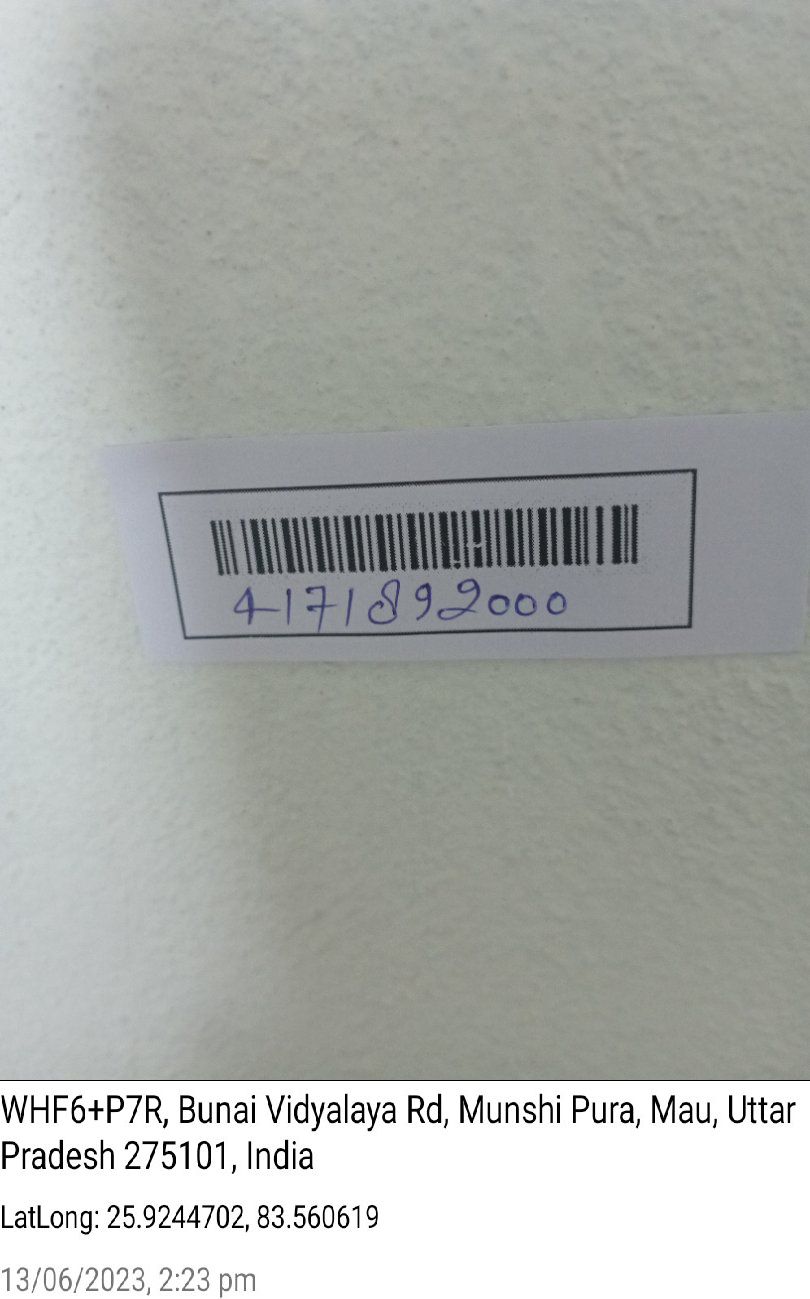 4171892000
WHF6+P7R, Bunai Vidyalaya Rd, Munshi Pura, Mau, Uttar
Pradesh 275101, India
LatLong: 25.9244702, 83.560619
13/06/2023, 2:23 pm